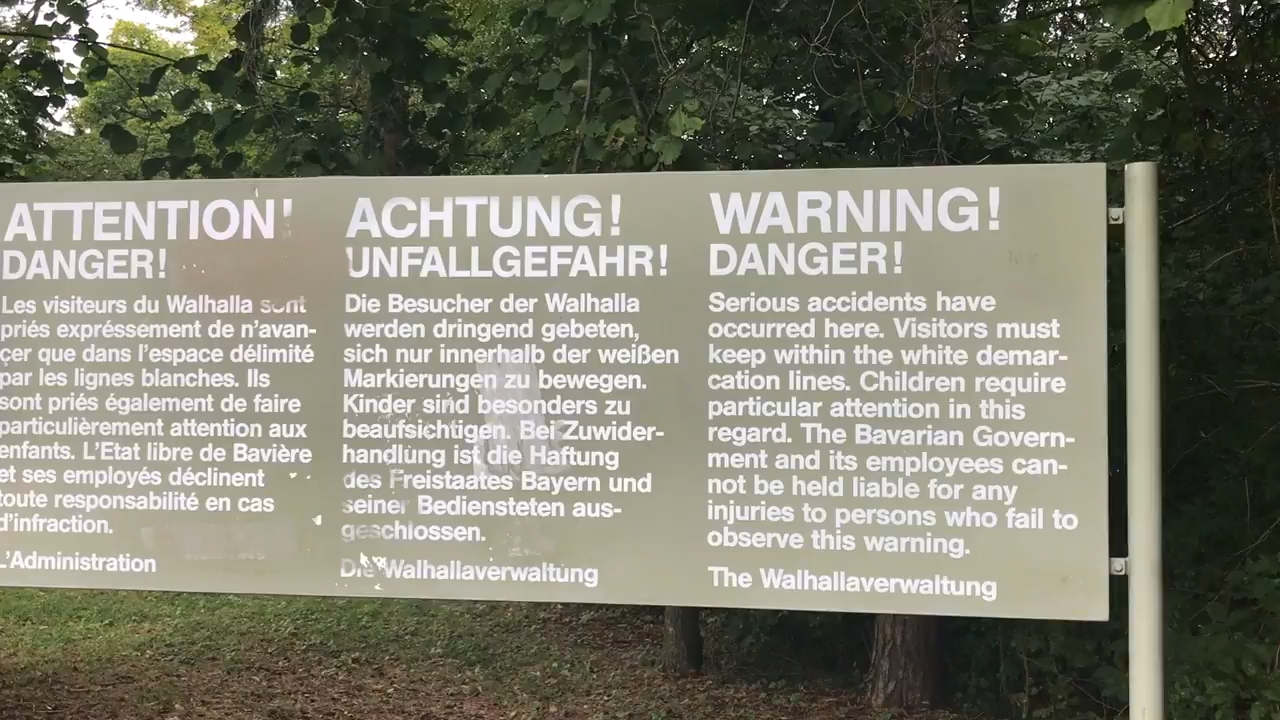 ATTENTION!
DANGER!
Les visiteurs du Walhalla sont
priés expréssement de n'avan-
çer que dans l'espace délimité
par les lignes blanches. Ils
sont priés également de faire
particulièrement attention aux
enfants. L'Etat libre de Bavière
et ses employés déclinent
toute responsabilité en cas
d'infraction.
L'Administration
ACHTUNG!
UNFALLGEFAHR!
Die Besucher der Walhalla
werden dringend gebeten,
sich nur innerhalb der weißen
Markierungen zu bewegen.
Kinder sind besonders zu
beaufsichtigen. Bei Zuwider-
handlung ist die Haftung
des Freistaates Bayern und
seiner Bediensteten aus-
geschlossen.
Die Walhallaverwaltung
WARNING!
DANGER!
Serious accidents have
occurred here. Visitors must
keep within the white demar-
cation lines. Children require
particular attention in this
regard. The Bavarian Govern-
ment and its employees can-
not be held liable for any
injuries to persons who fail to
observe this warning.
The Walhallaverwaltung